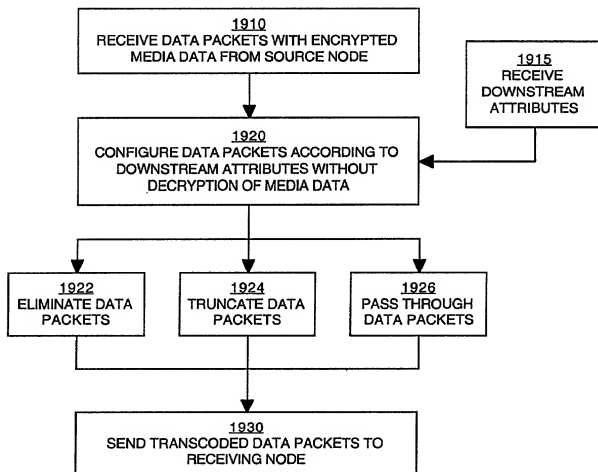 1910
RECEIVE DATA PACKETS WITH ENCRYPTED
MEDIA DATA FROM SOURCE NODE
1915
RECEIVE
DOWNSTREAM
ATTRIBUTES
1920
CONFIGURE DATA PACKETS ACCORDING TO
DOWNSTREAM ATTRIBUTES WITHOUT
DECRYPTION OF MEDIA DATA
1922
ELIMINATE DATA
PACKETS
1924
TRUNCATE DATA
PACKETS
1926
PASS THROUGH
DATA PACKETS
1930
SEND TRANSCODED DATA PACKETS TO
RECEIVING NODE